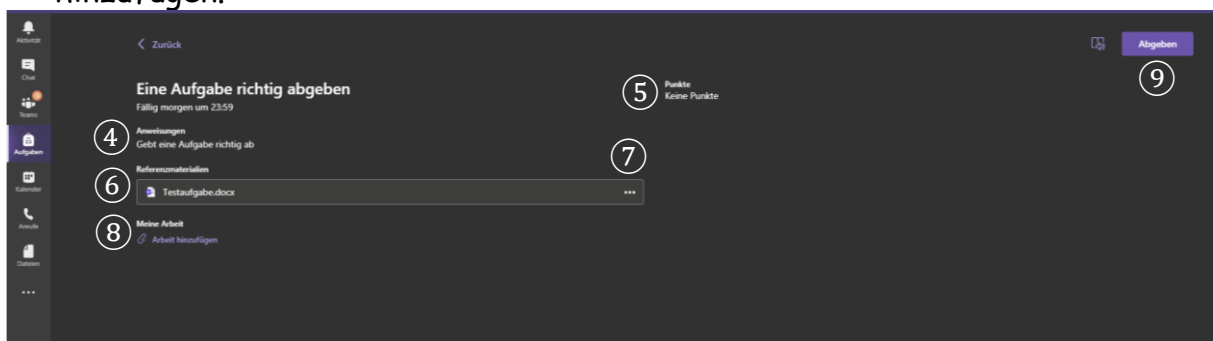 hinzufügen.
Aktivität
Chat
Teams
Aufgaben
Kalender
Anrufe
Dateien
...
Zurück
Abgeben
⑨
Eine Aufgabe richtig abgeben
Fällig morgen um 23:59
⑤ Punkte
Keine Punkte
④ Anweisungen
Gebt eine Aufgabe richtig ab
⑦
Referenzmaterialien
⑥ Testaufgabe.docx ...
⑧ Meine Arbeit
Arbeit hinzufügen